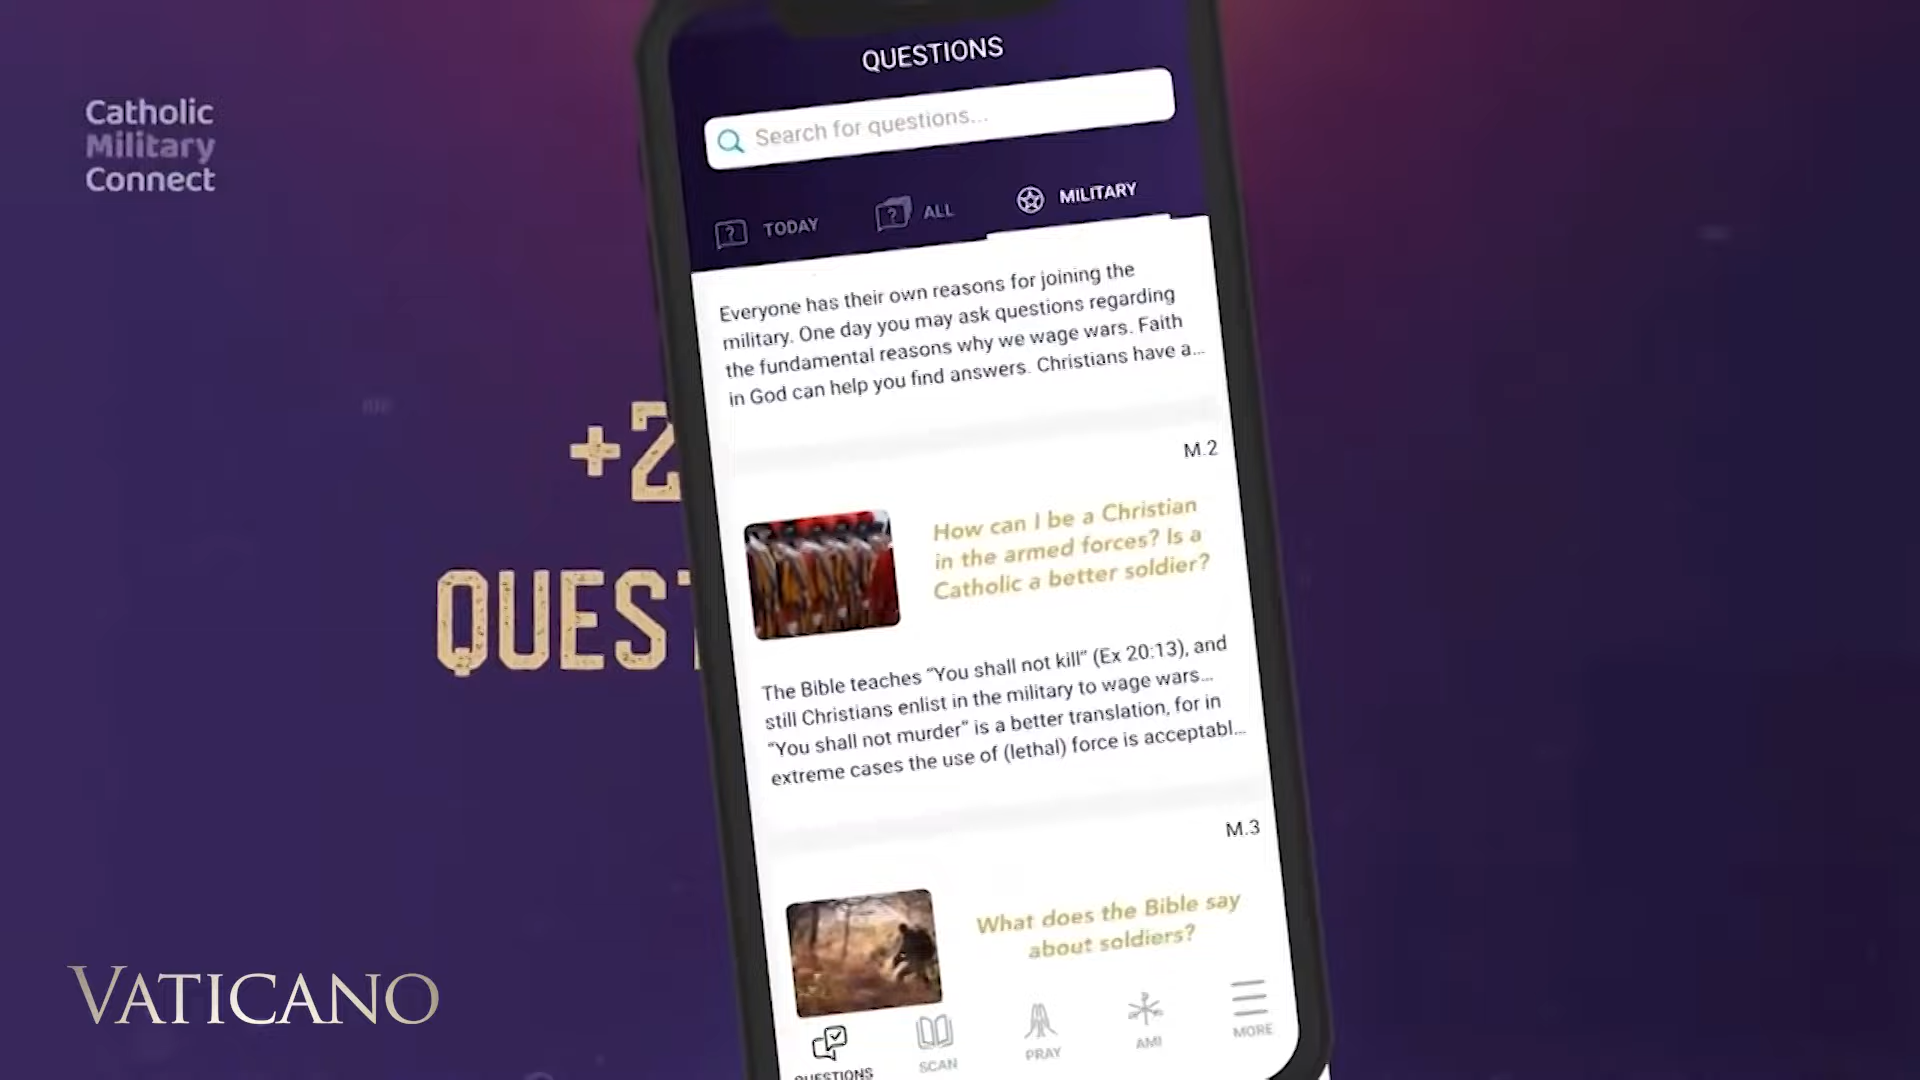 Catholic
Military
Connect
+2
QUEST
QUESTIONS
Search for questions...
TODAY
ALL
MILITARY
Everyone has their own reasons for joining the
military. One day you may ask questions regarding
the fundamental reasons why we wage wars. Faith
in God can help you find answers. Christians have a...
M.2
How can I be a Christian
in the armed forces? Is a
Catholic a better soldier?
The Bible teaches “You shall not kill” (Ex 20:13), and
still Christians enlist in the military to wage wars...
“You shall not murder” is a better translation, for in
extreme cases the use of (lethal) force is acceptabl...
M.3
What does the Bible say
about soldiers?
QUESTIONS
SCAN
PRAY
AMI
MORE
VATICANO